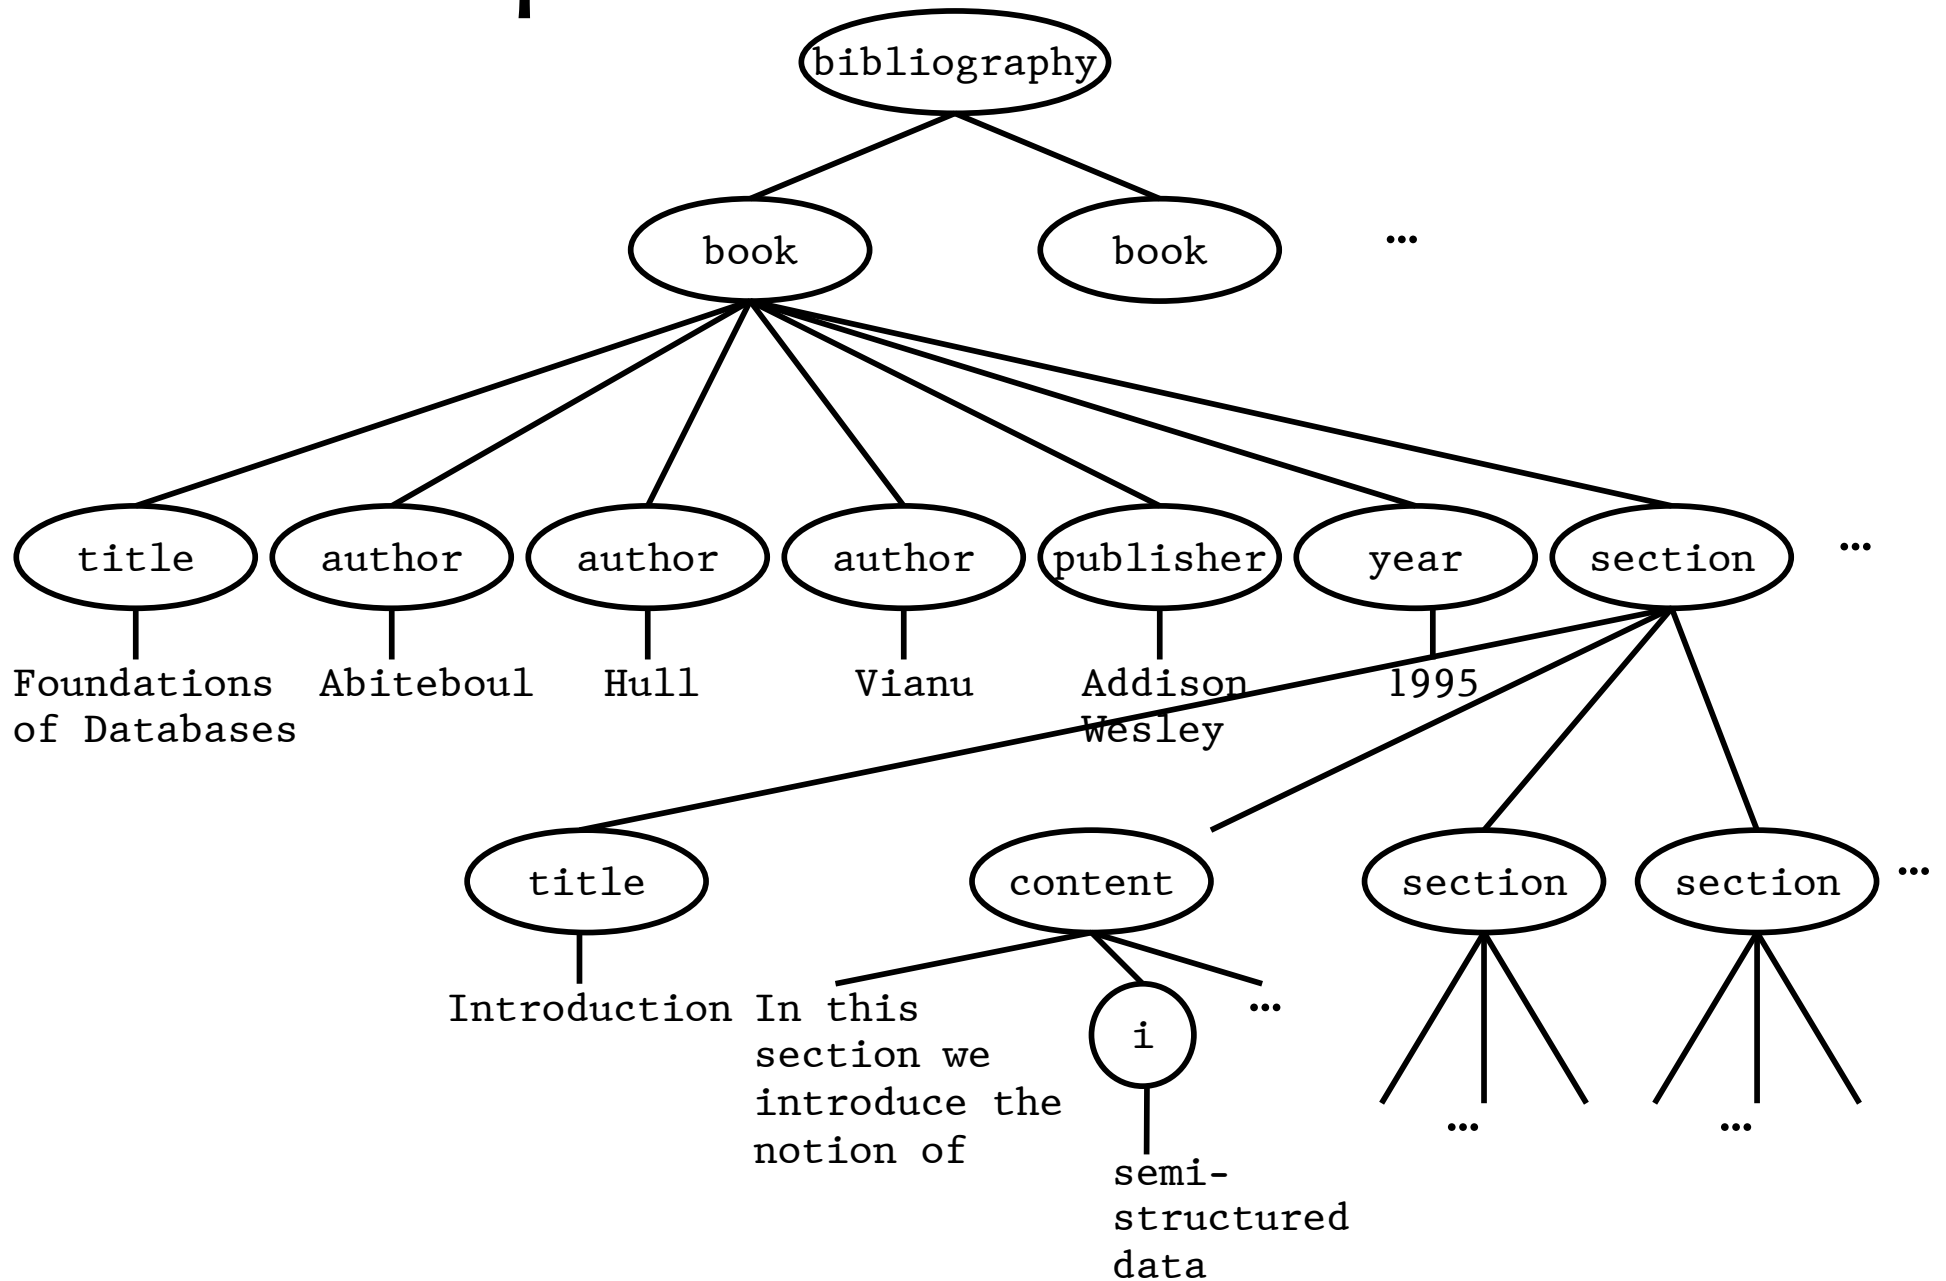 bibliography
book book ...
title author author author publisher year section ...
Foundations Abiteboul Hull Vianu Addison 1995
of Databases Wesley
title content section section ...
Introduction In this ...
i
section we
introduce the
notion of
... ...
semi-
structured
data